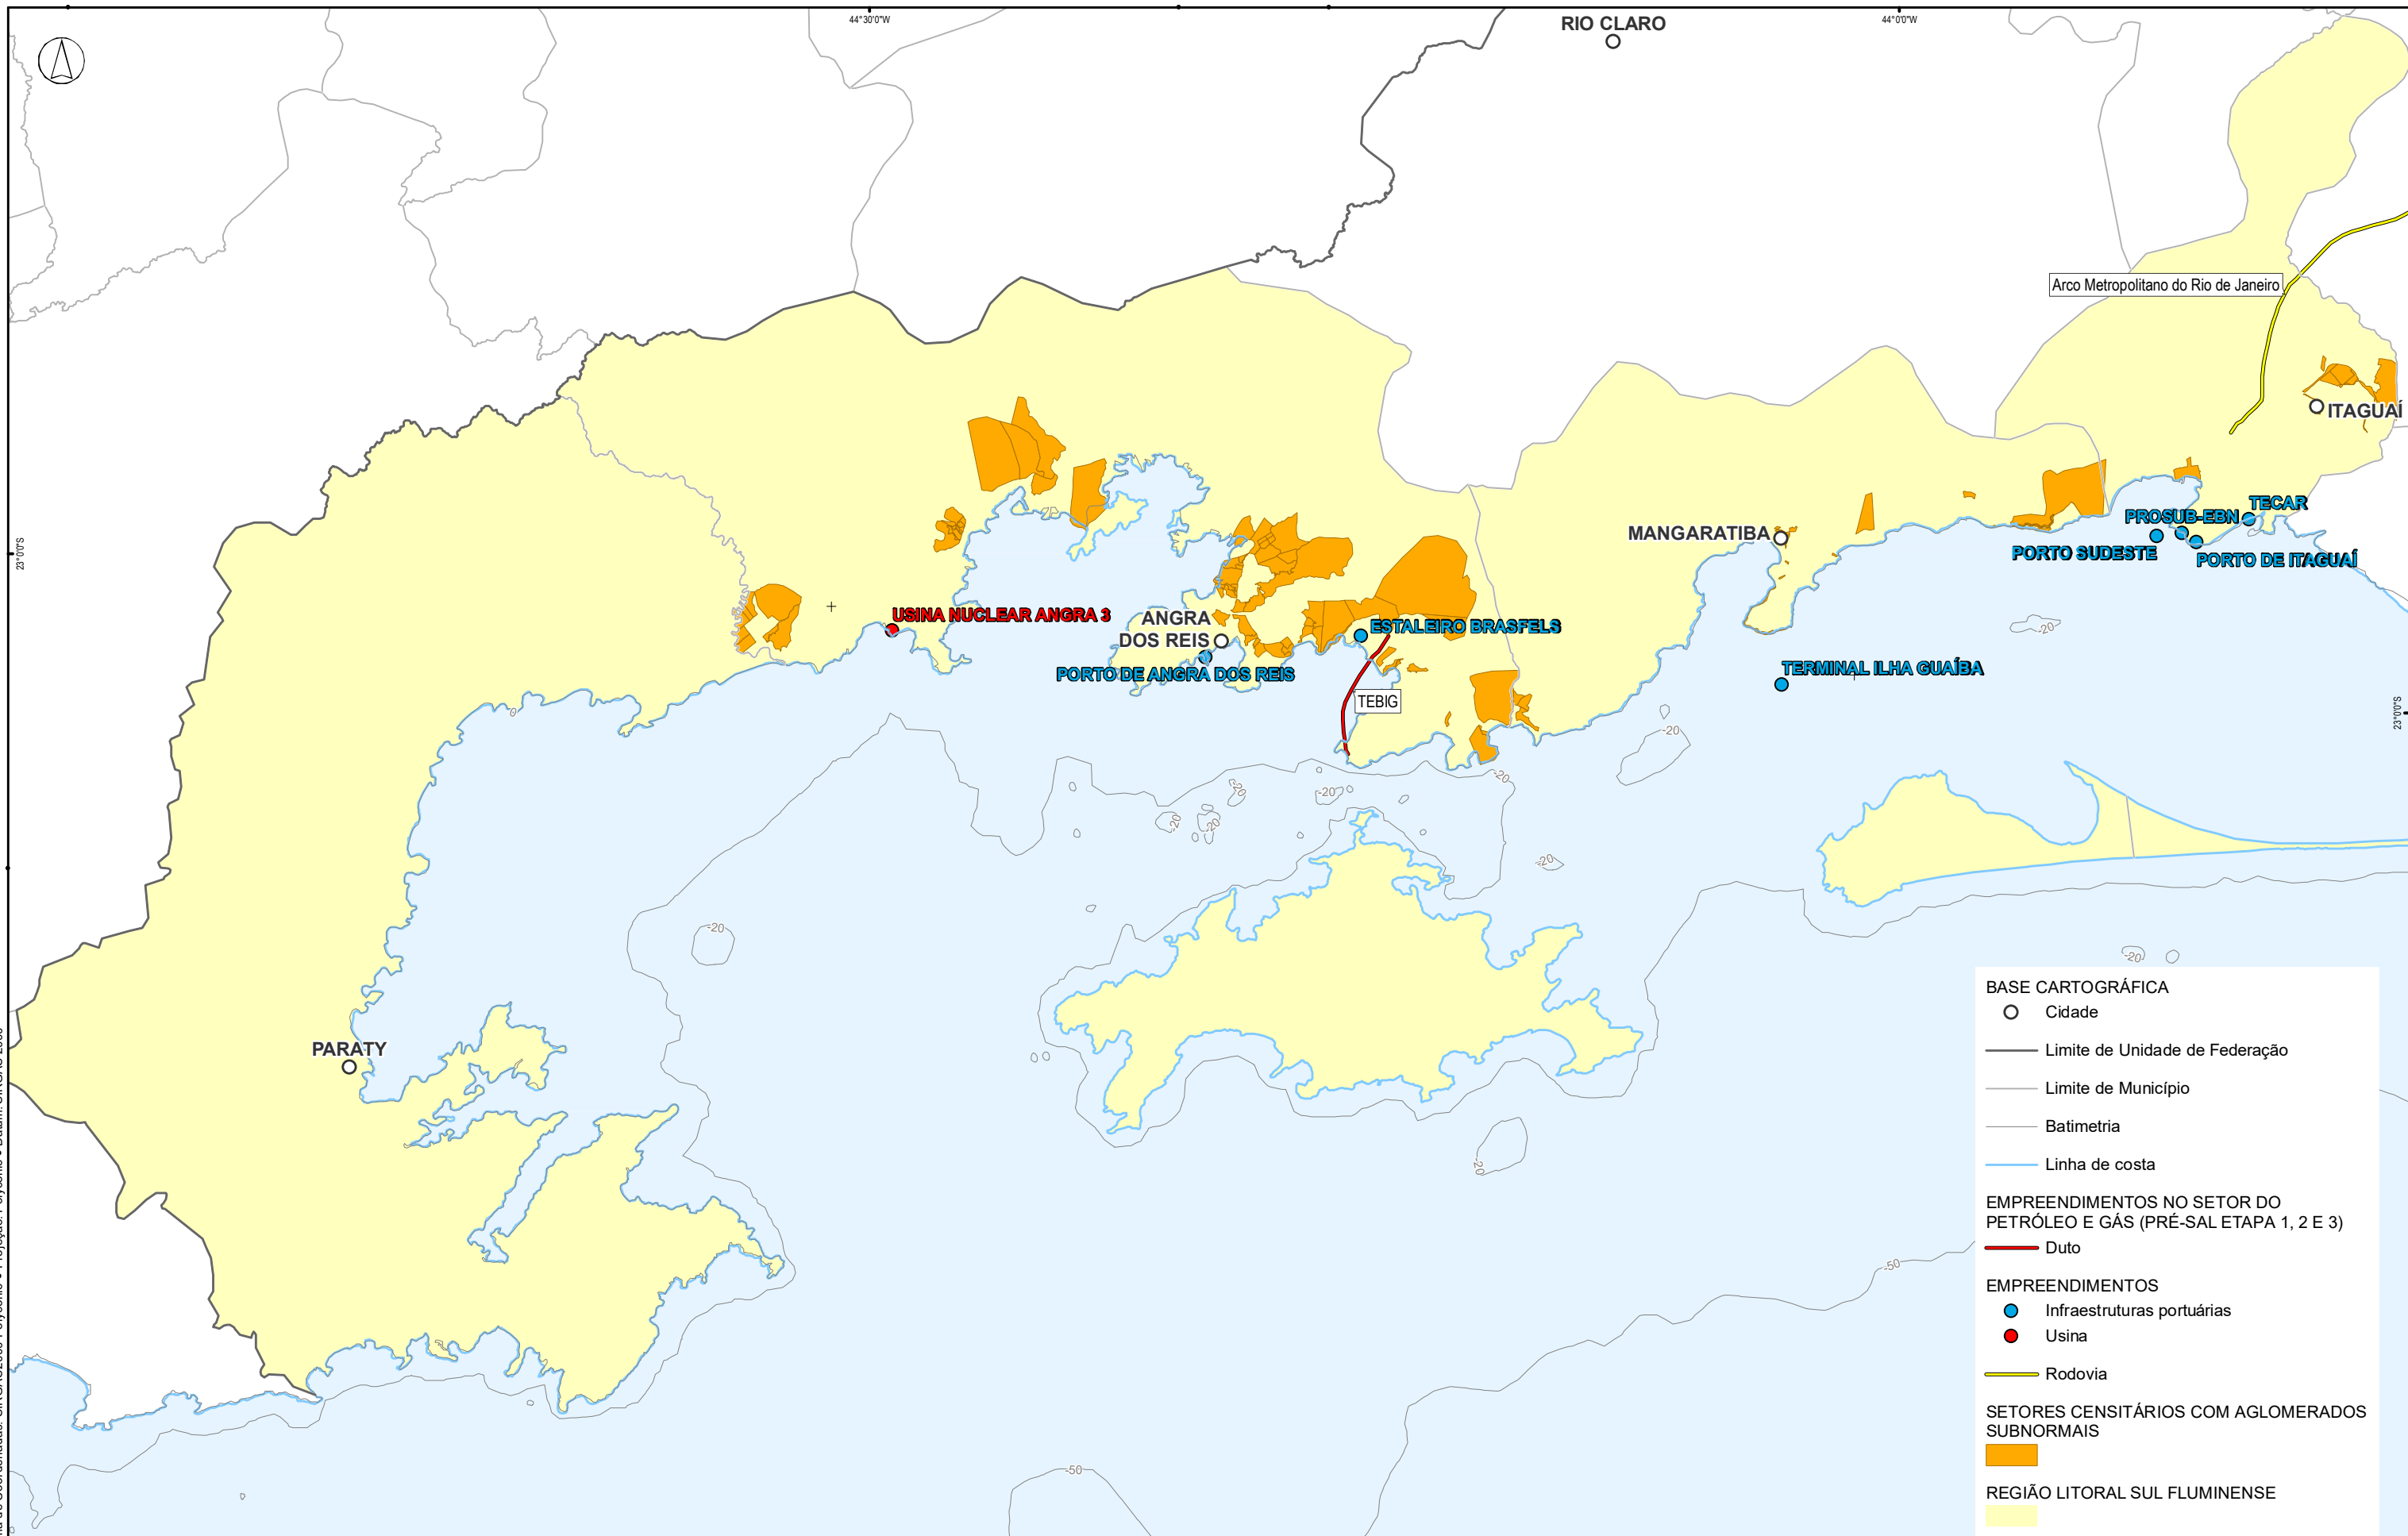 44°30'0"W
44°0'0"W
RIO CLARO
Arco Metropolitano do Rio de Janeiro
ITAGUAÍ
TECAR
PROSUB-EBN
PORTO SUDESTE
PORTO DE ITAGUAÍ
MANGARATIBA
23°0'0"S
USINA NUCLEAR ANGRA 3
ANGRA
DOS REIS
ESTALEIRO BRASFELS
PORTO DE ANGRA DOS REIS
TERMINAL ILHA GUAÍBA
TEBIG
23°0'0"S
0
-20
-20
-20
-20
-20
-20
-20
-20
-20
-20
-20
PARATY
-50
-50
BASE CARTOGRÁFICA
Cidade
Limite de Unidade de Federação
Limite de Município
Batimetria
Linha de costa
EMPREENDIMENTOS NO SETOR DO
PETRÓLEO E GÁS (PRÉ-SAL ETAPA 1, 2 E 3)
Duto
EMPREENDIMENTOS
Infraestruturas portuárias
Usina
Rodovia
SETORES CENSITÁRIOS COM AGLOMERADOS
SUBNORMAIS
REGIÃO LITORAL SUL FLUMINENSE